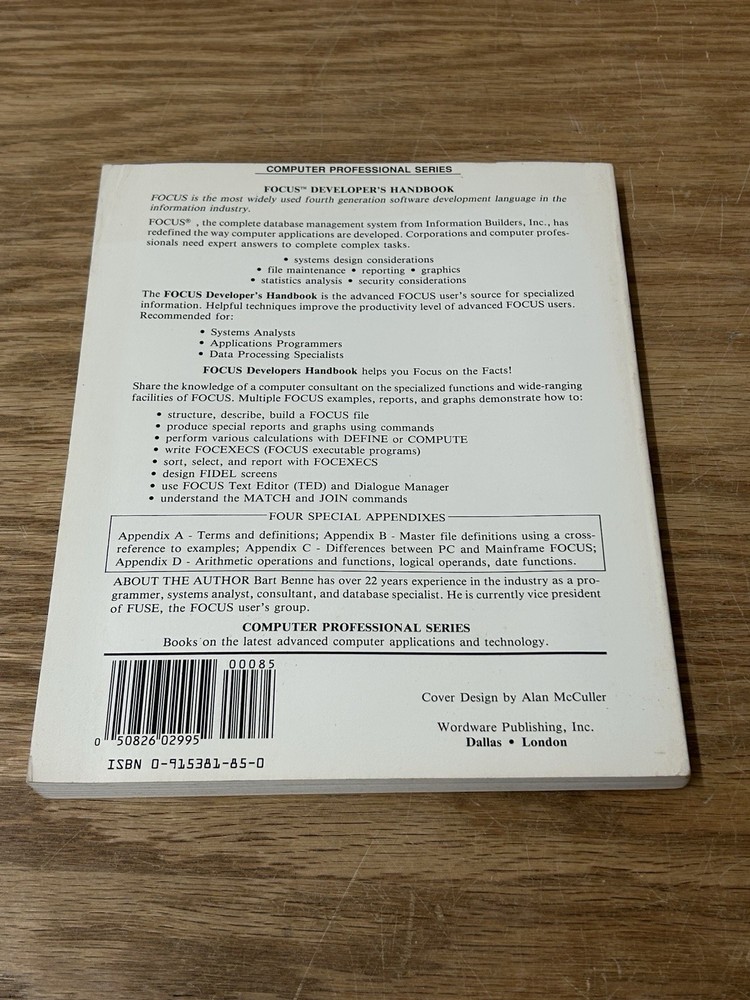 COMPUTER PROFESSIONAL SERIES
FOCUS™ DEVELOPER'S HANDBOOK
FOCUS is the most widely used fourth generation software development language in the
information industry.
FOCUS® , the complete database management system from Information Builders, Inc., has
redefined the way computer applications are developed. Corporations and computer profes-
sionals need expert answers to complete complex tasks.
• systems design considerations
• file maintenance • reporting • graphics
• statistics analysis • security considerations
The FOCUS Developer's Handbook is the advanced FOCUS user's source for specialized
information. Helpful techniques improve the productivity level of advanced FOCUS users.
Recommended for:
• Systems Analysts
• Applications Programmers
• Data Processing Specialists
FOCUS Developers Handbook helps you Focus on the Facts!
Share the knowledge of a computer consultant on the specialized functions and wide-ranging
facilities of FOCUS. Multiple FOCUS examples, reports, and graphs demonstrate how to:
• structure, describe, build a FOCUS file
• produce special reports and graphs using commands
• perform various calculations with DEFINE or COMPUTE
• write FOCEXECS (FOCUS executable programs)
• sort, select, and report with FOCEXECS
• design FIDEL screens
• use FOCUS Text Editor (TED) and Dialogue Manager
• understand the MATCH and JOIN commands
FOUR SPECIAL APPENDIXES
Appendix A - Terms and definitions; Appendix B - Master file definitions using a cross-
reference to examples; Appendix C - Differences between PC and Mainframe FOCUS;
Appendix D - Arithmetic operations and functions, logical operands, date functions.
ABOUT THE AUTHOR Bart Benne has over 22 years experience in the industry as a pro-
grammer, systems analyst, consultant, and database specialist. He is currently vice president
of FUSE, the FOCUS user's group.
COMPUTER PROFESSIONAL SERIES
Books on the latest advanced computer applications and technology.
00085
0 50826 02995
ISBN 0-915381-85-0
Cover Design by Alan McCuller
Wordware Publishing, Inc.
Dallas • London